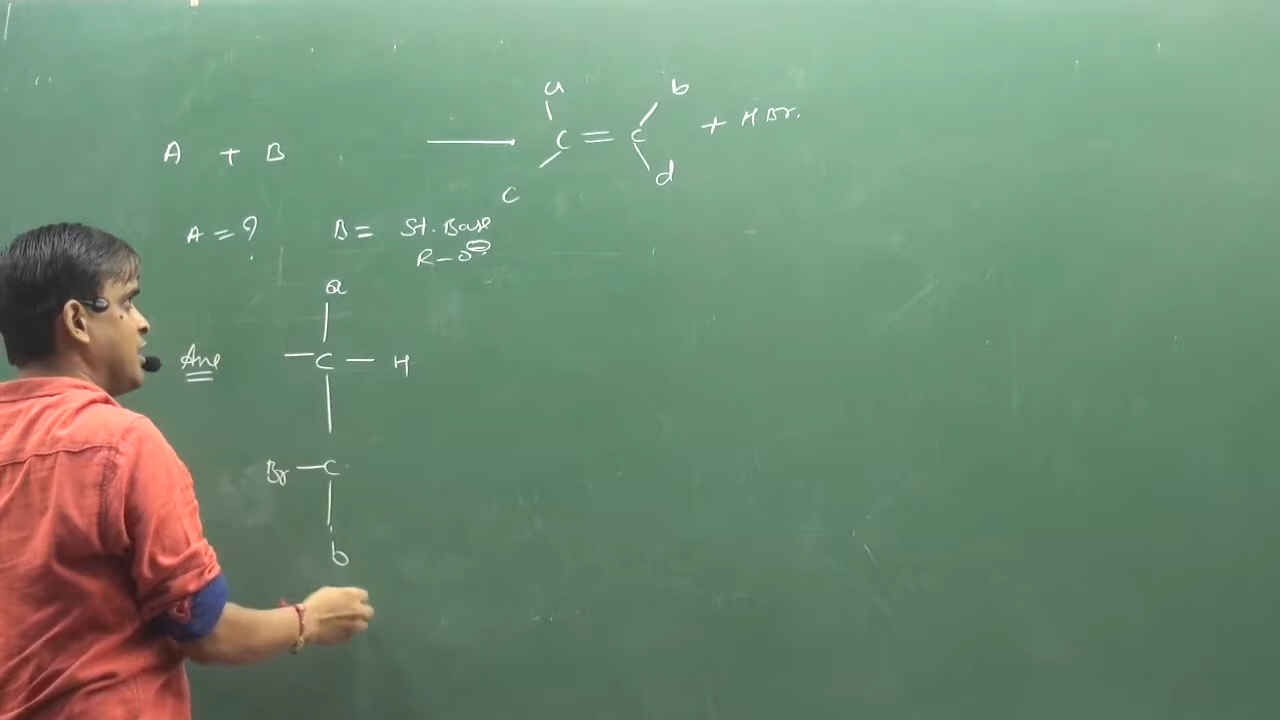 a b
A + B ⟶ C = C + HBr.
c d
A = ? B = St. Base
R-O⊖
a
Ans — C — H
Br — C
b